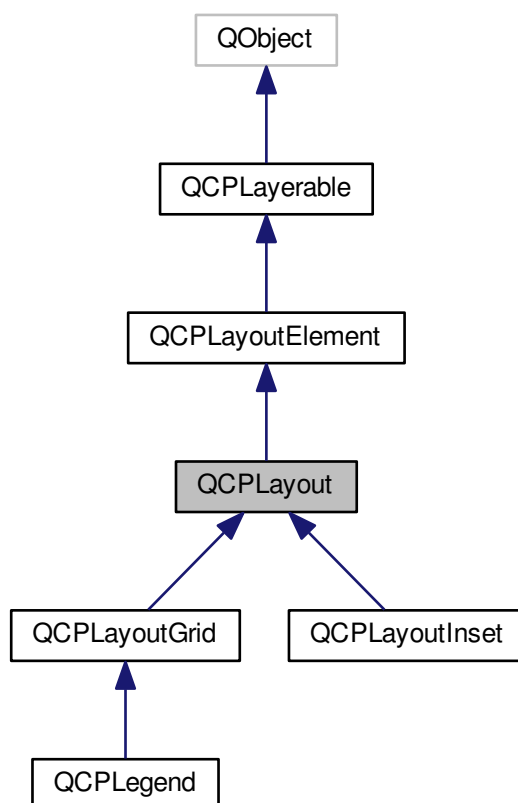 QObject
QCPLayerable
QCPLayoutElement
QCPLayout
QCPLayoutGrid
QCPLayoutInset
QCPLegend